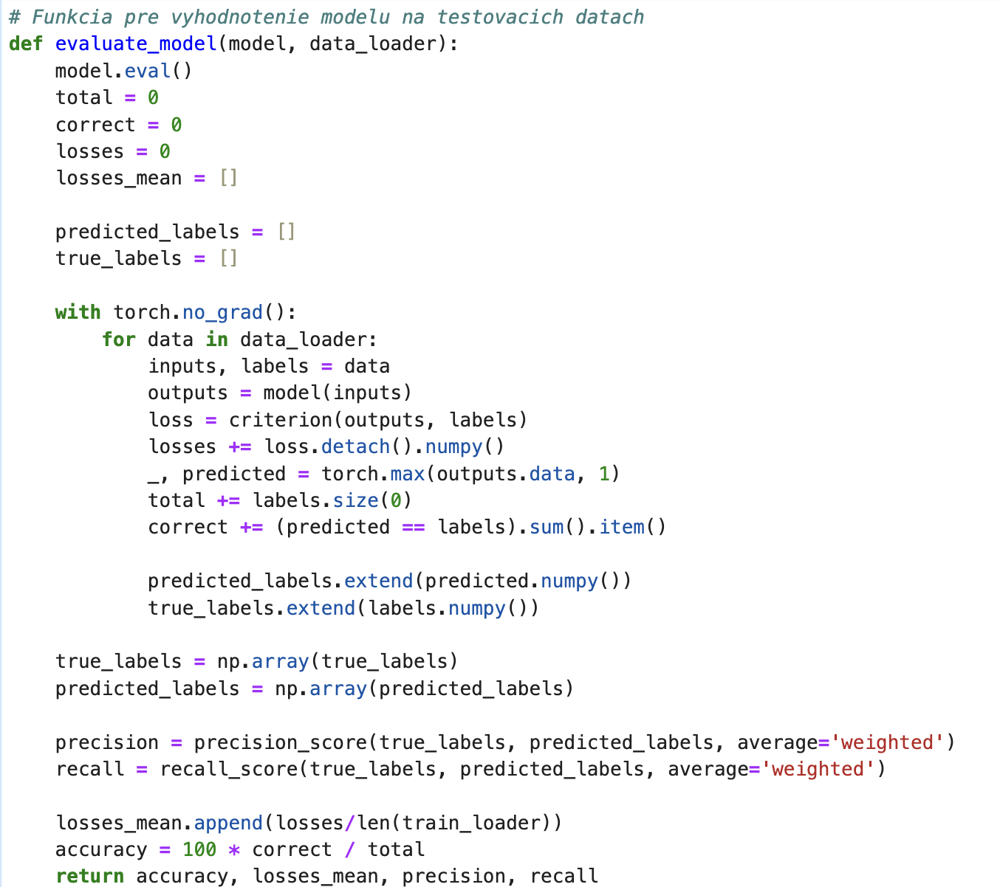 # Funkcia pre vyhodnotenie modelu na testovacich datach
def evaluate_model(model, data_loader):
    model.eval()
    total = 0
    correct = 0
    losses = 0
    losses_mean = []

    predicted_labels = []
    true_labels = []

    with torch.no_grad():
        for data in data_loader:
            inputs, labels = data
            outputs = model(inputs)
            loss = criterion(outputs, labels)
            losses += loss.detach().numpy()
            _, predicted = torch.max(outputs.data, 1)
            total += labels.size(0)
            correct += (predicted == labels).sum().item()

            predicted_labels.extend(predicted.numpy())
            true_labels.extend(labels.numpy())

    true_labels = np.array(true_labels)
    predicted_labels = np.array(predicted_labels)

    precision = precision_score(true_labels, predicted_labels, average='weighted')
    recall = recall_score(true_labels, predicted_labels, average='weighted')

    losses_mean.append(losses/len(train_loader))
    accuracy = 100 * correct / total
    return accuracy, losses_mean, precision, recall